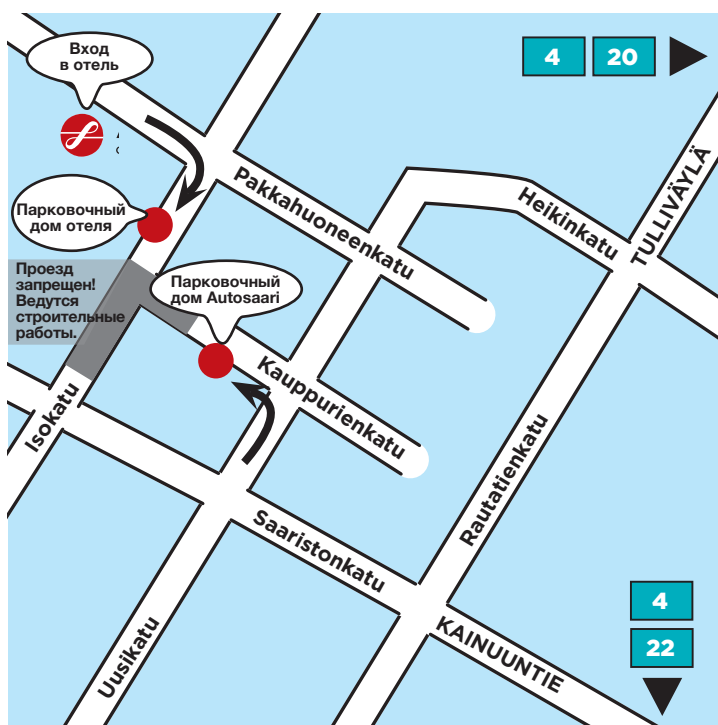 Вход
в отель
4 20
Парковочный
дом отеля
Pakkahuoneenkatu
Heikinkatu
TULLIVÄYLÄ
Проезд
запрещен!
Ведутся
строительные
работы.
Парковочный
дом Autosaari
Kauppurienkatu
Isokatu
Rautatienkatu
Saaristonkatu
Uusikatu
KAINUUNTIE
4
22